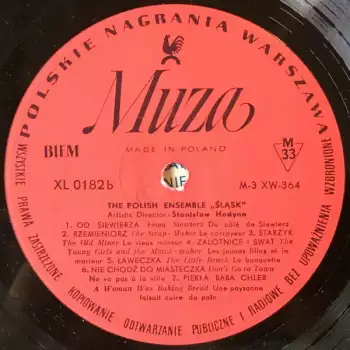 POLSKIE NAGRANIA WARSZAWA
Muza
MADE IN POLAND
BIEM
M
33
XL 0182b
NIE
M-3 XW-364
THE POLISH ENSEMBLE „ŚLĄSK”
Artistic Director - Stanisław Hadyna
1. OD SIEWIERZA From Siewierz Du côté de Siewierz
2. RZEMIENIORZ The Strap-Maker Le corroyeur 3. STARZYK
The Old Miner Le vieux mineur 4. ZALOTNICE I SWAT The
Young Girls and the Match-maker Les jeunes filles et le
marieur 5. ŁAWECZKA The Little Bench La banquette
6. NIE CHODŹ DO MIASTECZKA Don't Go to Town
Ne va pas à la ville 7. PIEKŁA BABA CHLEB
A Woman Was Baking Bread Une paysanne
faisait cuire du pain
WSZYSTKIE PRAWA ZASTRZEŻONE. KOPIOWANIE ODTWARZANIE PUBLICZNE I RADIOWE BEZ UPOWAŻNIENIA WZBRONIONE